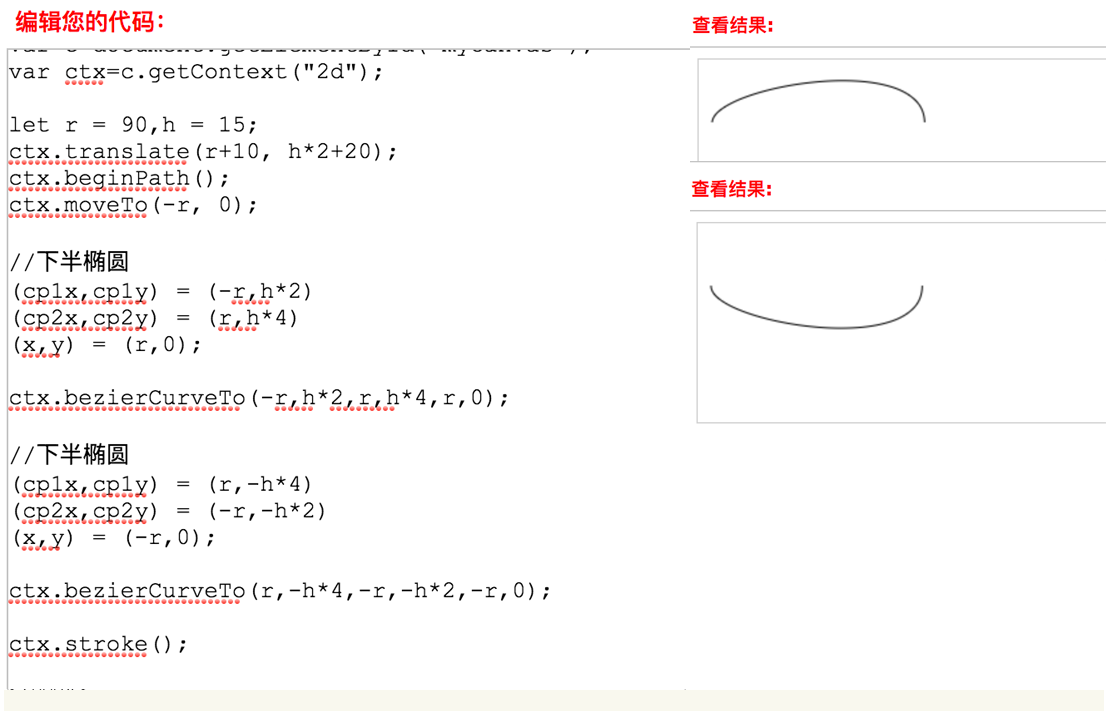 编辑您的代码：
var ctx=c.getContext("2d");
let r = 90,h = 15;
ctx.translate(r+10, h*2+20);
ctx.beginPath();
ctx.moveTo(-r, 0);
//下半椭圆
(cp1x,cp1y) = (-r,h*2)
(cp2x,cp2y) = (r,h*4)
(x,y) = (r,0);
ctx.bezierCurveTo(-r,h*2,r,h*4,r,0);
//下半椭圆
(cp1x,cp1y) = (r,-h*4)
(cp2x,cp2y) = (-r,-h*2)
(x,y) = (-r,0);
ctx.bezierCurveTo(r,-h*4,-r,-h*2,-r,0);
ctx.stroke();
查看结果:
查看结果: